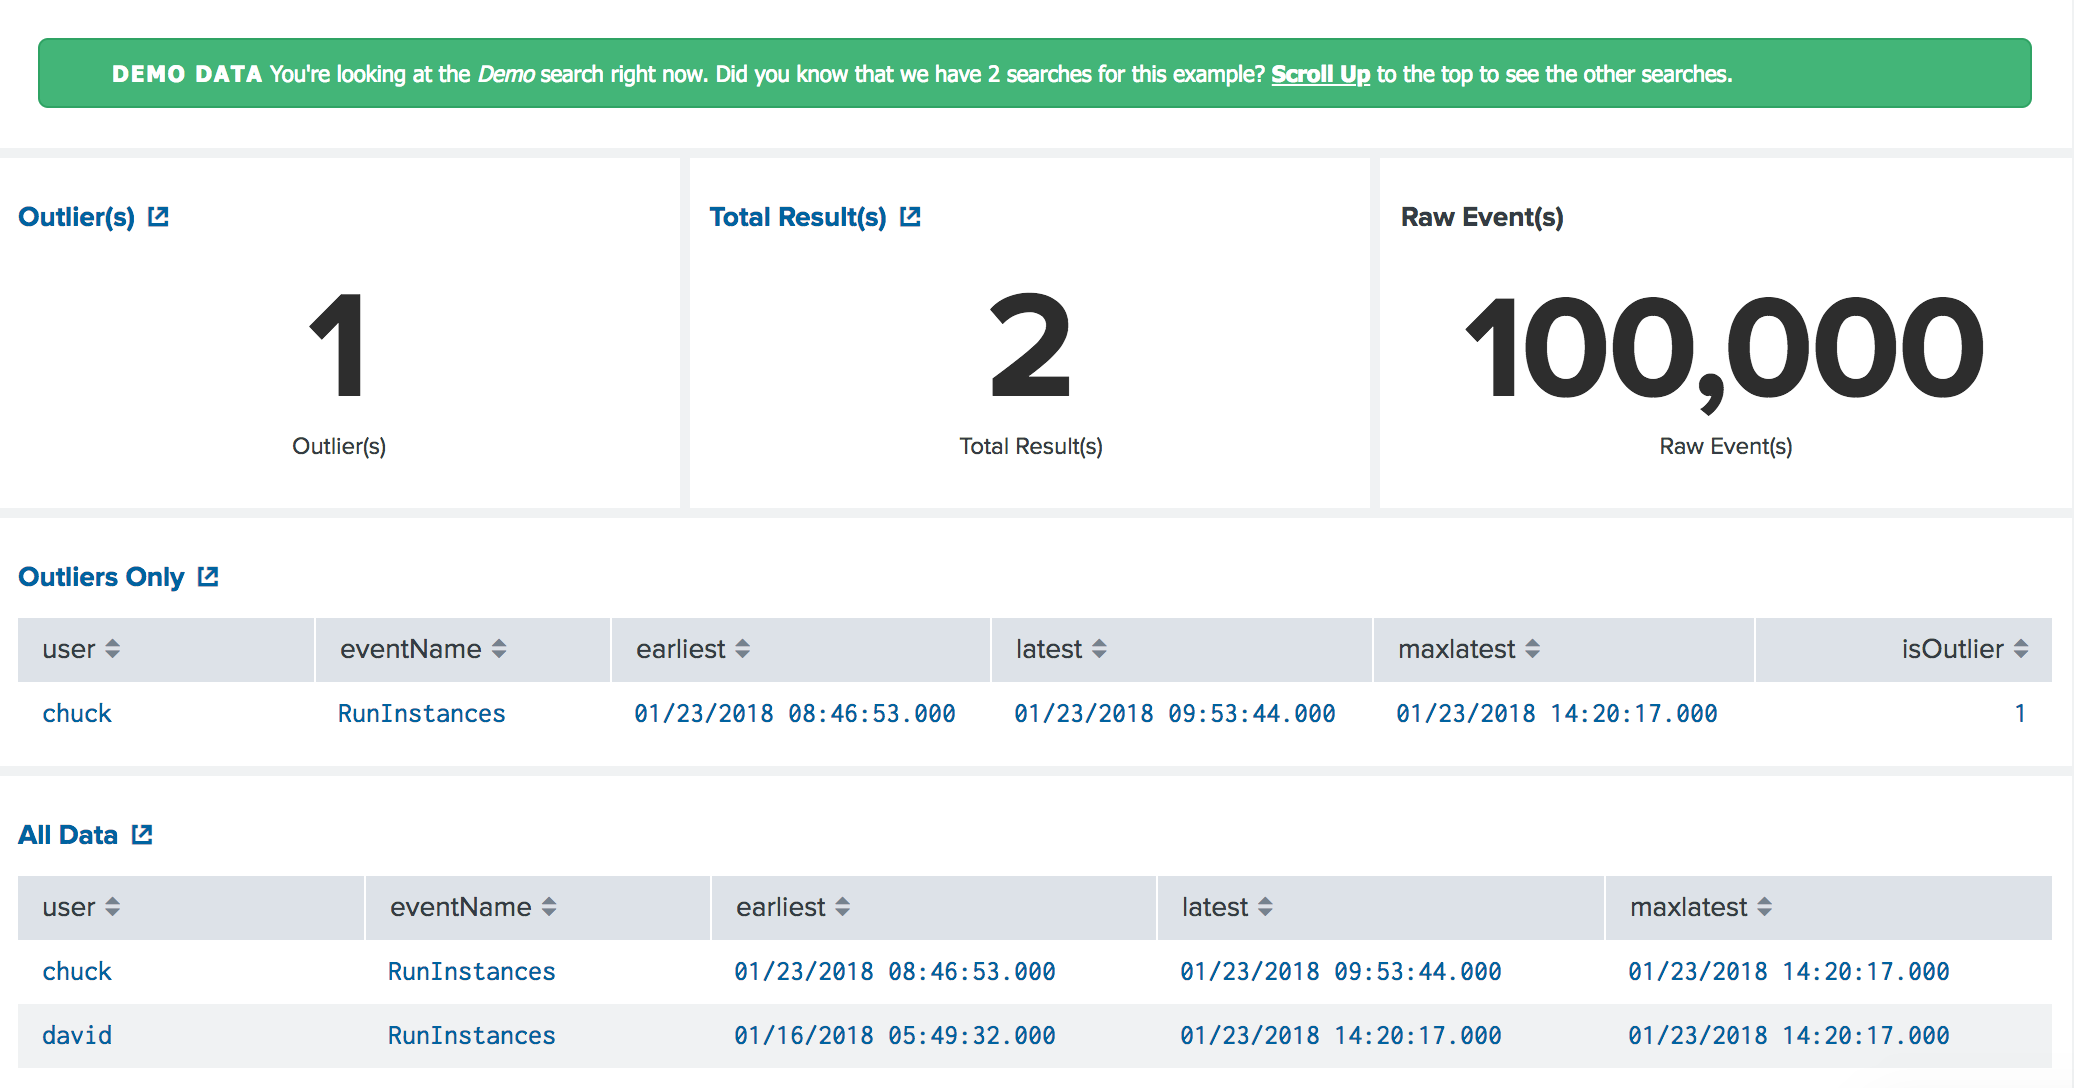 DEMO DATA You're looking at the Demo search right now. Did you know that we have 2 searches for this example? Scroll Up to the top to see the other searches.
Outlier(s)
1
Outlier(s)
Total Result(s)
2
Total Result(s)
Raw Event(s)
100,000
Raw Event(s)
Outliers Only
user eventName earliest latest maxlatest isOutlier
chuck RunInstances 01/23/2018 08:46:53.000 01/23/2018 09:53:44.000 01/23/2018 14:20:17.000 1
All Data
user eventName earliest latest maxlatest
chuck RunInstances 01/23/2018 08:46:53.000 01/23/2018 09:53:44.000 01/23/2018 14:20:17.000
david RunInstances 01/16/2018 05:49:32.000 01/23/2018 14:20:17.000 01/23/2018 14:20:17.000